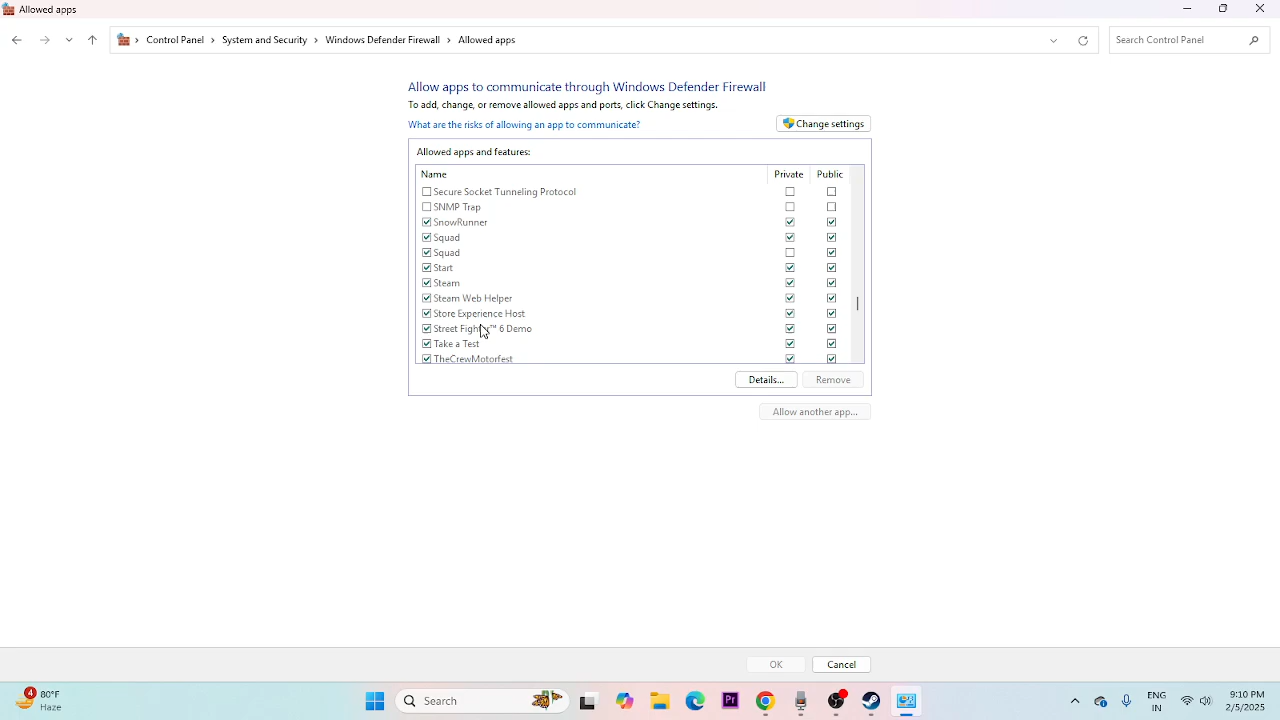 Allowed apps
Control Panel > System and Security > Windows Defender Firewall > Allowed apps
Search Control Panel
Allow apps to communicate through Windows Defender Firewall
To add, change, or remove allowed apps and ports, click Change settings.
What are the risks of allowing an app to communicate?
Change settings
Allowed apps and features:
Name Private Public
Secure Socket Tunneling Protocol
SNMP Trap
SnowRunner
Squad
Squad
Start
Steam
Steam Web Helper
Store Experience Host
Street Fighter™ 6 Demo
Take a Test
TheCrewMotorfest
Details... Remove
Allow another app...
OK Cancel
4 80°F
Haze
Search
Pr
ENG
IN
9:10 PM
2/5/2025